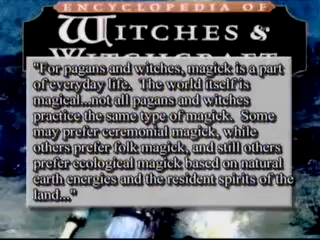 ENCYCLOPEDIA OF
WITCHES &
WITCHCRAFT
"For pagans and witches, magick is a part
of everyday life. The world itself is
magical...not all pagans and witches
practice the same type of magick. Some
may prefer ceremonial magick, while
others prefer folk magick, and still others
prefer ecological magick based on natural
earth energies and the resident spirits of the
land..."